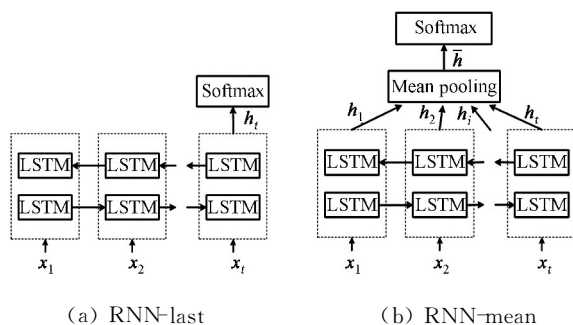 Softmax
h_t
LSTM LSTM LSTM
LSTM LSTM LSTM
x_1 x_2 x_t
(a) RNN-last
Softmax
h̄
Mean pooling
h_1 h_2 h_i h_t
LSTM LSTM LSTM
LSTM LSTM LSTM
x_1 x_2 x_t
(b) RNN-mean